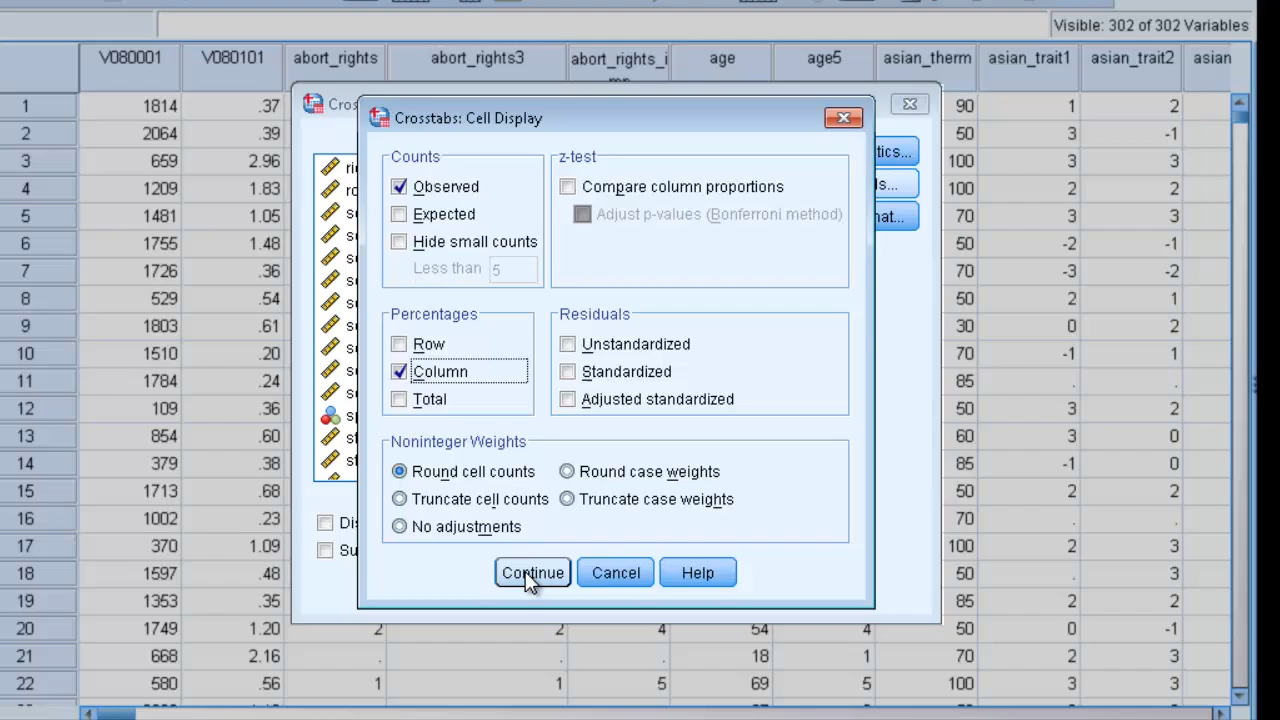 Visible: 302 of 302 Variables
V080001 V080101 abort_rights abort_rights3 abort_rights_i age age5 asian_therm asian_trait1 asian_trait2 asian
Crosstabs: Cell Display
Counts
Observed
Expected
Hide small counts
Less than 5
z-test
Compare column proportions
Adjust p-values (Bonferroni method)
Percentages
Row
Column
Total
Residuals
Unstandardized
Standardized
Adjusted standardized
Noninteger Weights
Round cell counts Round case weights
Truncate cell counts Truncate case weights
No adjustments
Continue Cancel Help
1 1814 .37 90 1 2
2 2064 .39 50 3 -1
3 659 2.96 100 3 3
4 1209 1.83 100 2 2
5 1481 1.05 70 3 3
6 1755 1.48 50 -2 -1
7 1726 .36 70 -3 -2
8 529 .54 50 2 1
9 1803 .61 30 0 2
10 1510 .20 70 -1 1
11 1784 .24 85 . .
12 109 .36 50 3 2
13 854 .60 60 3 0
14 379 .38 85 -1 0
15 1713 .68 50 2 2
16 1002 .23 70 . .
17 370 1.09 100 2 3
18 1597 .48 50 . 3
19 1353 .35 85 2 2
20 1749 1.20 2 2 4 54 4 50 0 -1
21 668 2.16 . . . 18 1 70 2 3
22 580 .56 1 1 5 69 5 100 3 3